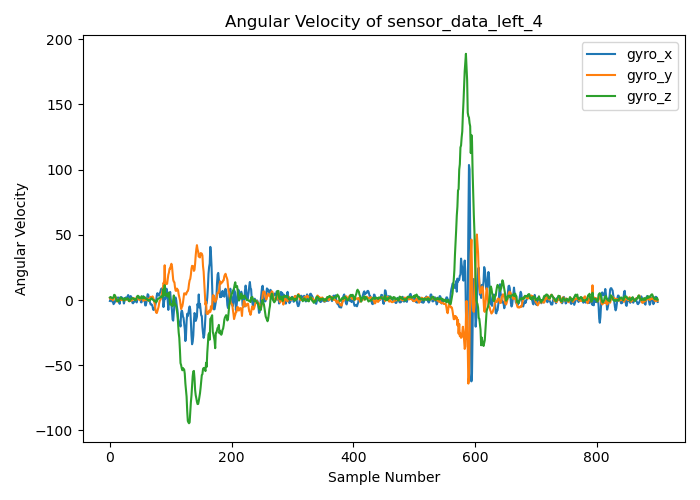 Angular Velocity of sensor_data_left_4
gyro_x
gyro_y
gyro_z
200
150
100
50
0
−50
−100
Angular Velocity
0 200 400 600 800
Sample Number